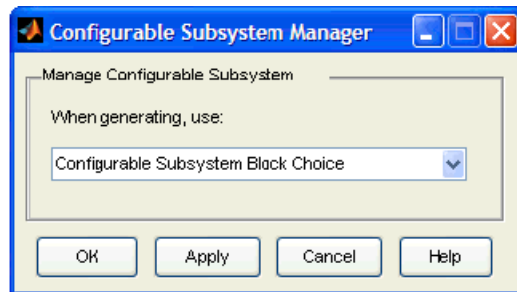 Configurable Subsystem Manager
Manage Configurable Subsystem
When generating, use:
Configurable Subsystem Block Choice
OK Apply Cancel Help